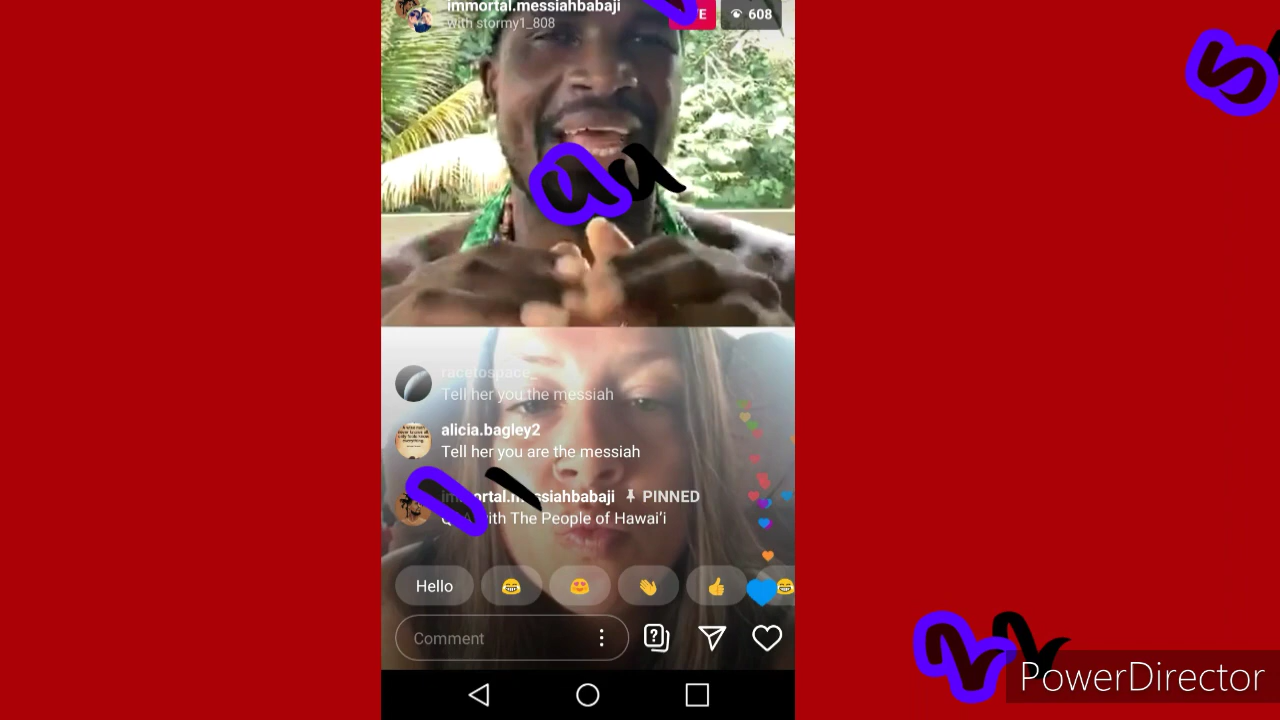 immortal.messiahbabaji
with stormy1_808
608
racetospace_
Tell her you the messiah
alicia.bagley2
Tell her you are the messiah
PINNED
with The People of Hawai'i
Hello
Comment
PowerDirector